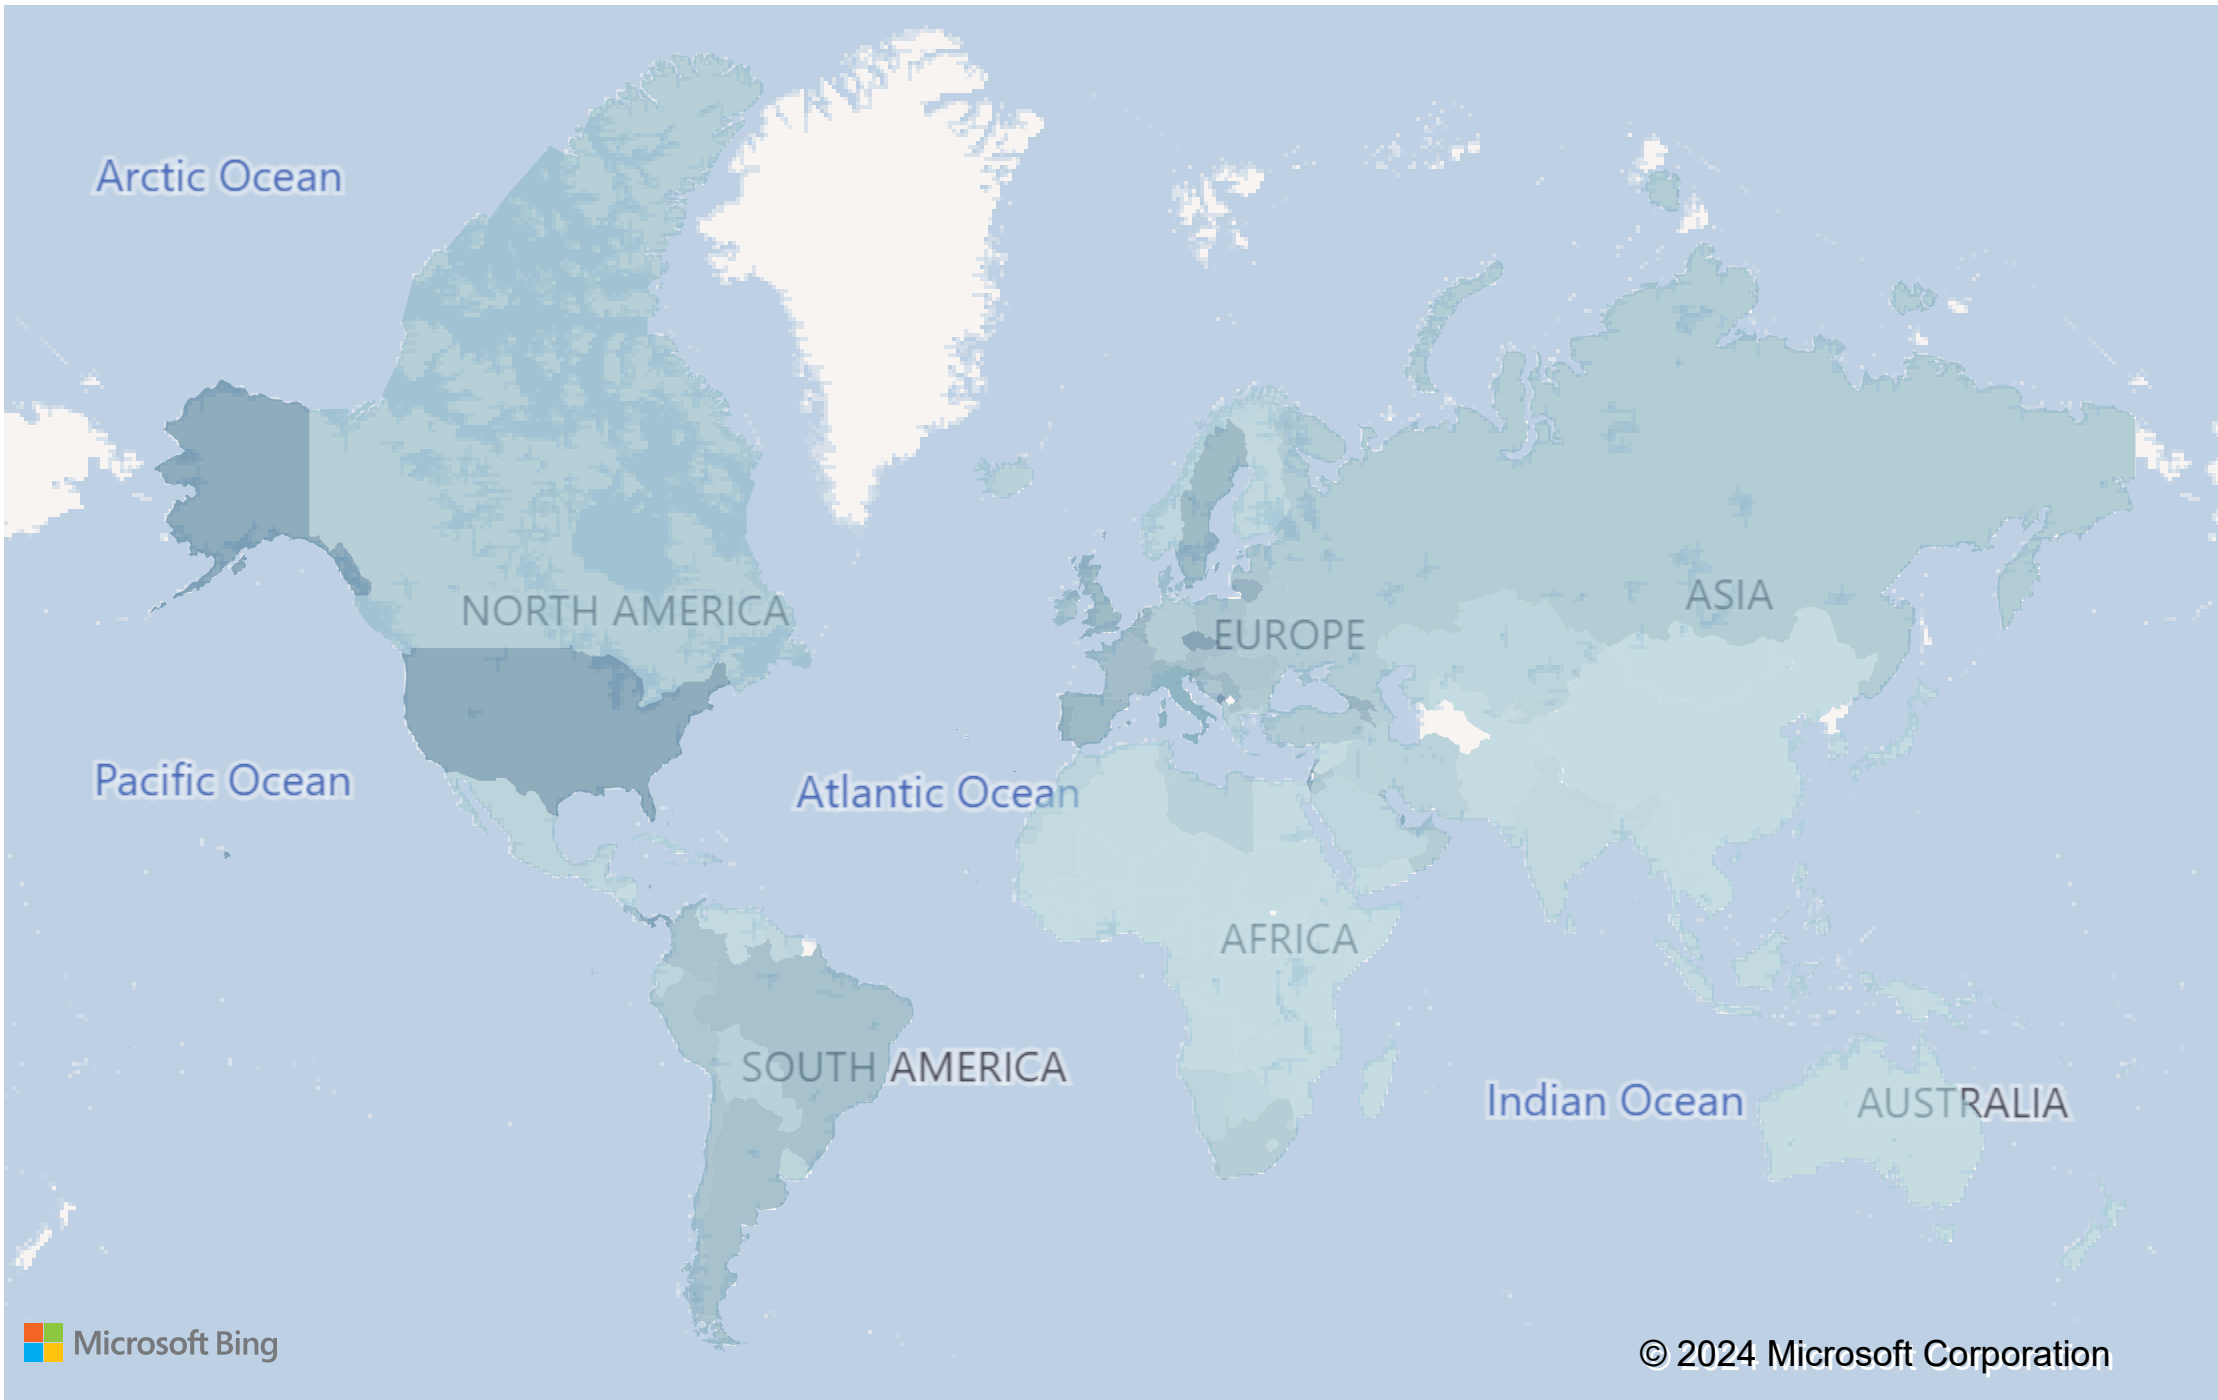 Arctic Ocean
NORTH AMERICA
ASIA
EUROPE
Pacific Ocean
Atlantic Ocean
AFRICA
SOUTH AMERICA
Indian Ocean
AUSTRALIA
Microsoft Bing
© 2024 Microsoft Corporation